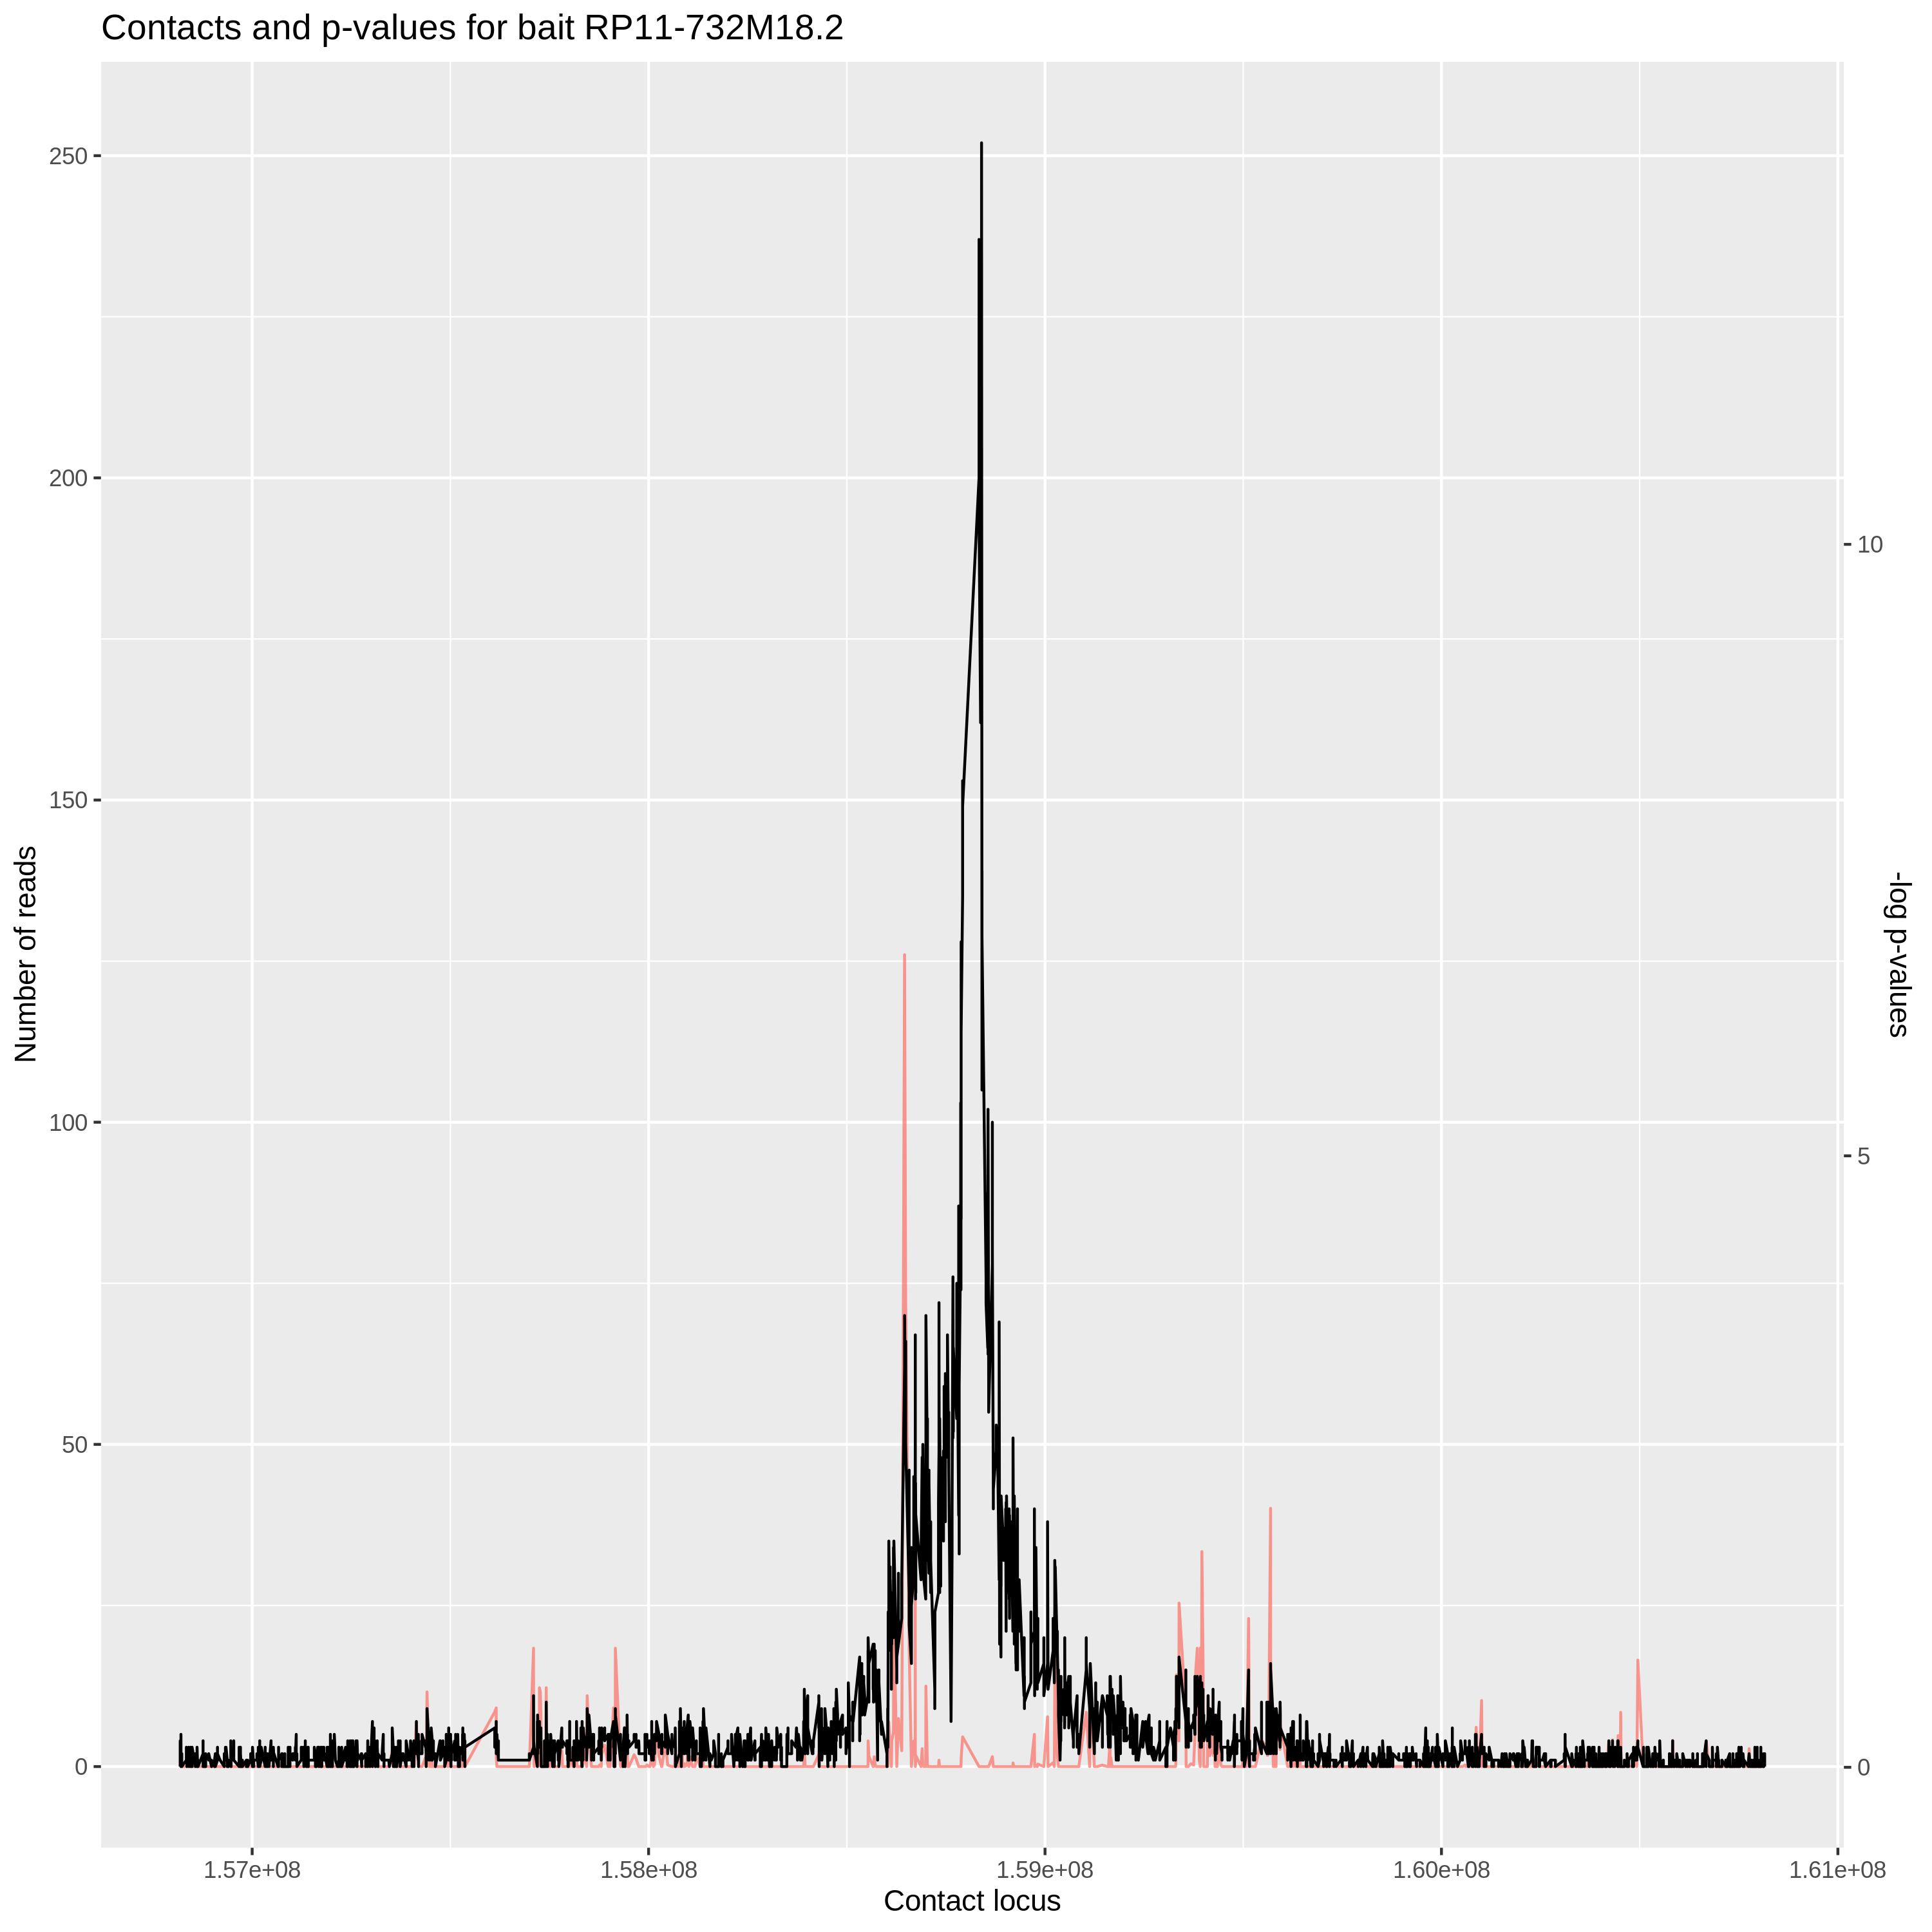 Contacts and p-values for bait RP11-732M18.2
250
200
150
100
50
0
Number of reads
10
5
0
-log p-values
1.57e+08
1.58e+08
1.59e+08
1.60e+08
1.61e+08
Contact locus